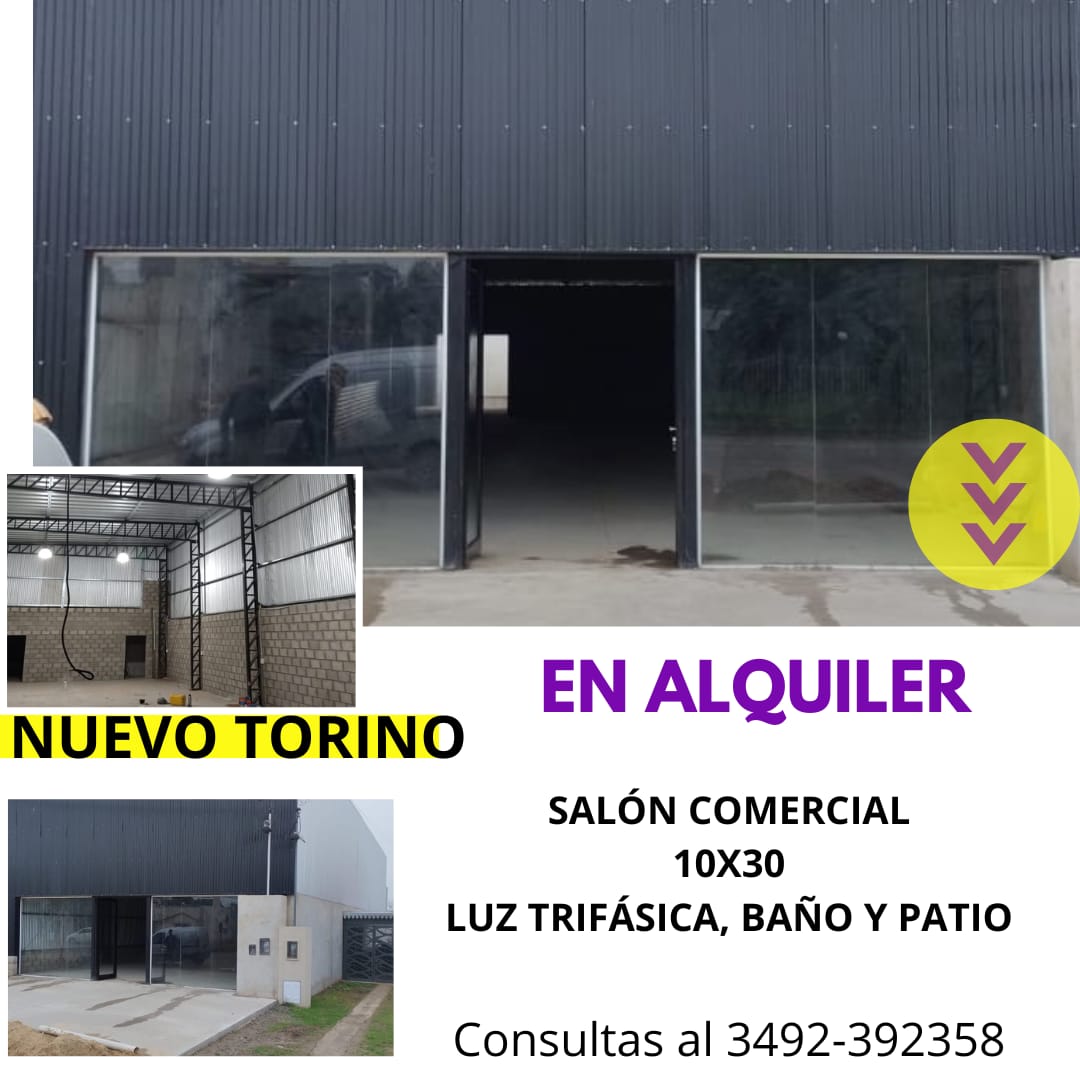 EN ALQUILER
NUEVO TORINO
SALÓN COMERCIAL
10X30
LUZ TRIFÁSICA, BAÑO Y PATIO
Consultas al 3492-392358